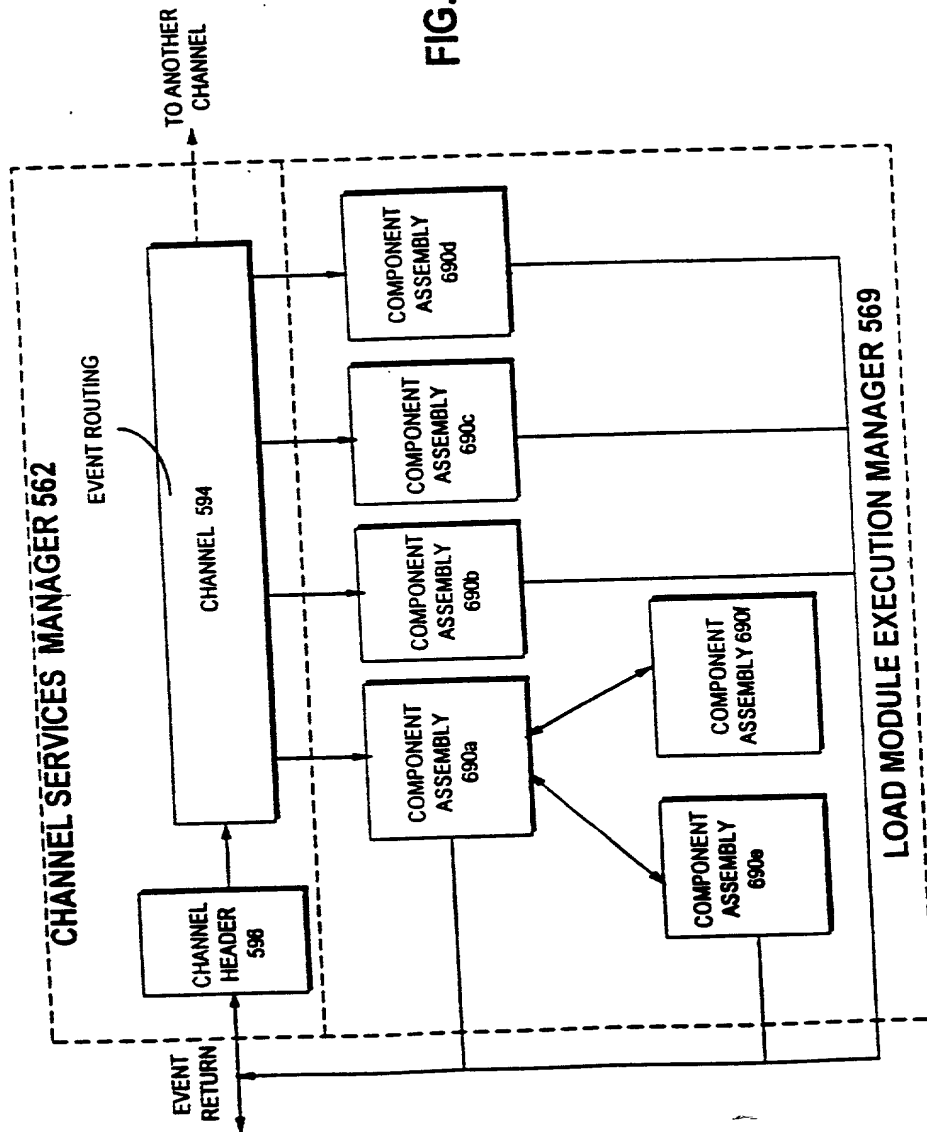 FIG.
TO ANOTHER
CHANNEL
CHANNEL SERVICES MANAGER 562
EVENT ROUTING
CHANNEL
HEADER
596
CHANNEL 594
EVENT
RETURN
COMPONENT
ASSEMBLY
690a
COMPONENT
ASSEMBLY
690b
COMPONENT
ASSEMBLY
690c
COMPONENT
ASSEMBLY
690d
COMPONENT
ASSEMBLY
690e
COMPONENT
ASSEMBLY 690f
LOAD MODULE EXECUTION MANAGER 569